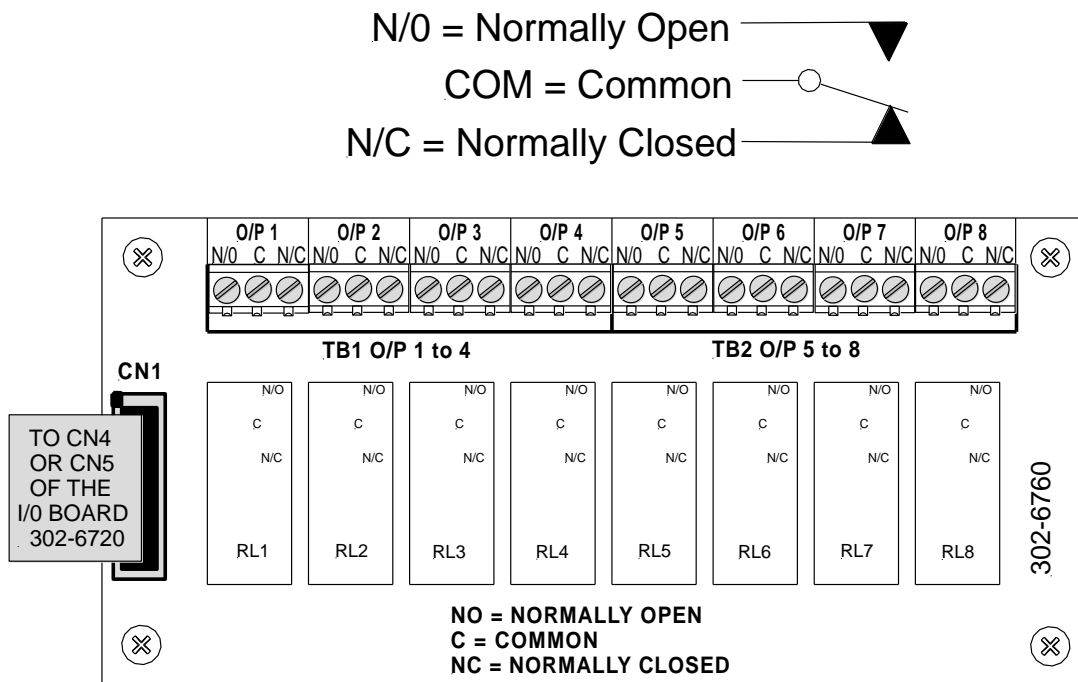 N/0 = Normally Open
COM = Common
N/C = Normally Closed
O/P 1 O/P 2 O/P 3 O/P 4 O/P 5 O/P 6 O/P 7 O/P 8
N/0 C N/C N/0 C N/C N/0 C N/C N/0 C N/C N/0 C N/C N/0 C N/C N/0 C N/C N/0 C N/C
TB1 O/P 1 to 4 TB2 O/P 5 to 8
CN1
TO CN4
OR CN5
OF THE
I/0 BOARD
302-6720
N/O N/O N/O N/O N/O N/O N/O N/O
C C C C C C C C
N/C N/C N/C N/C N/C N/C N/C N/C
RL1 RL2 RL3 RL4 RL5 RL6 RL7 RL8
302-6760
NO = NORMALLY OPEN
C = COMMON
NC = NORMALLY CLOSED